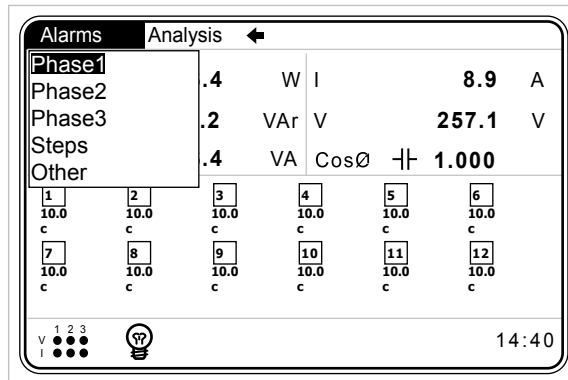 Alarms Analysis
Phase1
Phase2
Phase3
Steps
Other
.4 W I 8.9 A
.2 VAr V 257.1 V
.4 VA CosØ 1.000
1 2 3 4 5 6
10.0 10.0 10.0 10.0 10.0 10.0
c c c c c c
7 8 9 10 11 12
10.0 10.0 10.0 10.0 10.0 10.0
c c c c c c
1 2 3
V
I
14:40